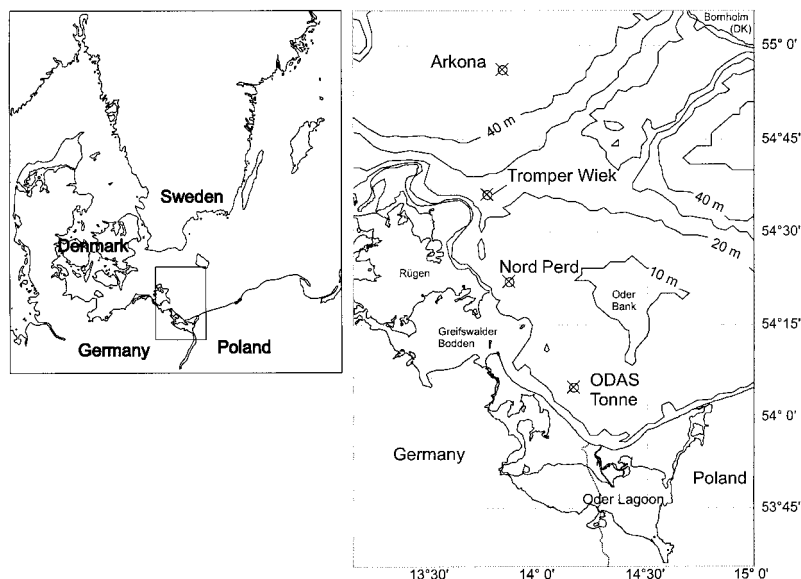 Sweden
Denmark
Germany
Poland
Bornholm
(DK)
55° 0'
Arkona
40 m
54°45'
Tromper Wiek
40 m
54°30'
20 m
Nord Perd
10 m
Rügen
Oder
Bank
54°15'
Greifswalder
Bodden
ODAS
Tonne
54° 0'
Germany
Poland
Oder Lagoon
53°45'
13°30'
14° 0'
14°30'
15° 0'